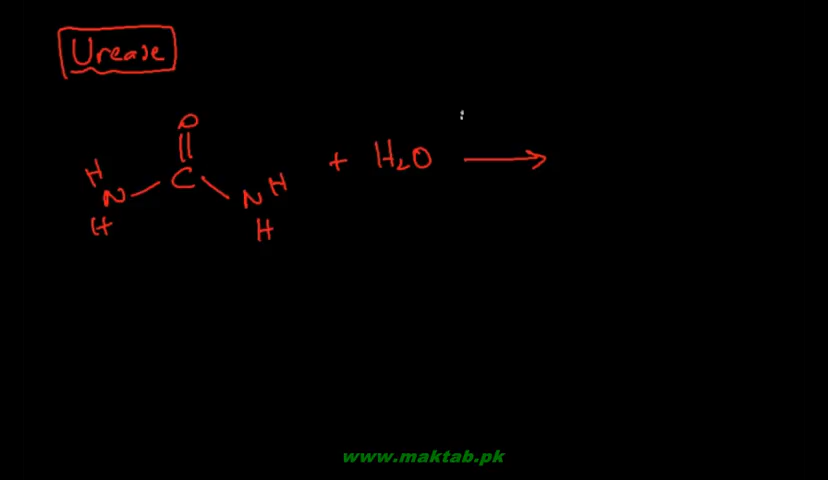 Urease
O
||
H
N C N H
H H
+ H₂O →
www.maktab.pk